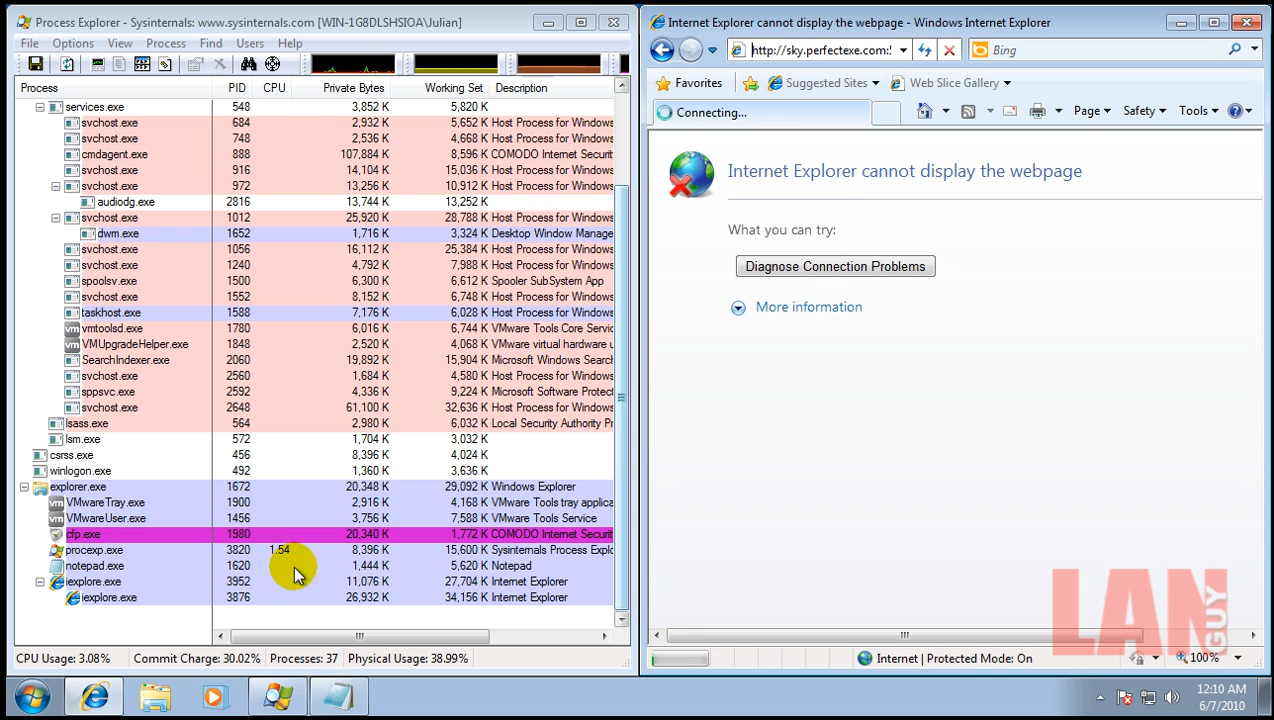 Process Explorer - Sysinternals: www.sysinternals.com [WIN-1G8DLSHSIOA\Julian]
File Options View Process Find Users Help
Process PID CPU Private Bytes Working Set Description
services.exe 548 3,852 K 5,820 K
svchost.exe 684 2,932 K 5,652 K Host Process for Windows
svchost.exe 748 2,536 K 4,668 K Host Process for Windows
cmdagent.exe 888 107,884 K 8,596 K COMODO Internet Securit
svchost.exe 916 14,104 K 15,036 K Host Process for Windows
svchost.exe 972 13,256 K 10,912 K Host Process for Windows
audiodg.exe 2816 13,744 K 13,252 K
svchost.exe 1012 25,920 K 28,788 K Host Process for Windows
dwm.exe 1652 1,716 K 3,324 K Desktop Window Manage
svchost.exe 1056 16,112 K 25,384 K Host Process for Windows
svchost.exe 1240 4,792 K 7,988 K Host Process for Windows
spoolsv.exe 1500 6,300 K 6,612 K Spooler SubSystem App
svchost.exe 1552 8,152 K 6,748 K Host Process for Windows
taskhost.exe 1588 7,176 K 6,028 K Host Process for Windows
vmtoolsd.exe 1780 6,016 K 6,744 K VMware Tools Core Servic
VMUpgradeHelper.exe 1848 2,520 K 4,068 K VMware virtual hardware u
SearchIndexer.exe 2060 19,892 K 15,904 K Microsoft Windows Search
svchost.exe 2560 1,684 K 4,580 K Host Process for Windows
sppsvc.exe 2592 4,336 K 9,224 K Microsoft Software Protect
svchost.exe 2648 61,100 K 32,636 K Host Process for Windows
lsass.exe 564 2,980 K 6,032 K Local Security Authority Pr
lsm.exe 572 1,704 K 3,032 K
csrss.exe 456 8,396 K 4,024 K
winlogon.exe 492 1,360 K 3,636 K
explorer.exe 1672 20,348 K 29,092 K Windows Explorer
VMwareTray.exe 1900 2,916 K 4,168 K VMware Tools tray applica
VMwareUser.exe 1456 3,756 K 7,588 K VMware Tools Service
cfp.exe 1980 20,340 K 1,772 K COMODO Internet Securit
procexp.exe 3820 1.54 8,396 K 15,600 K Sysinternals Process Explo
notepad.exe 1620 1,444 K 5,620 K Notepad
iexplore.exe 3952 11,076 K 27,704 K Internet Explorer
iexplore.exe 3876 26,932 K 34,156 K Internet Explorer
CPU Usage: 3.08% Commit Charge: 30.02% Processes: 37 Physical Usage: 38.99%
Internet Explorer cannot display the webpage - Windows Internet Explorer
http://sky.perfectexe.com:! Bing
Favorites Suggested Sites Web Slice Gallery
Connecting... Page Safety Tools
Internet Explorer cannot display the webpage
What you can try:
Diagnose Connection Problems
More information
LAN GUY
Internet | Protected Mode: On 100%
12:10 AM
6/7/2010